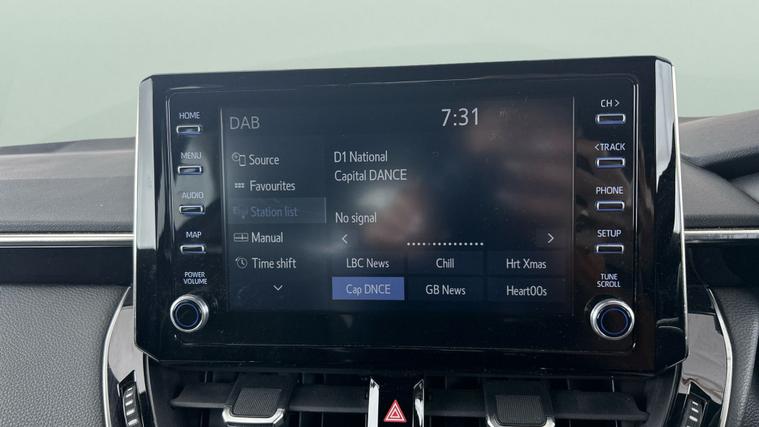 HOME
MENU
AUDIO
MAP
POWER
VOLUME
DAB
7:31
Source
Favourites
Station list
Manual
Time shift
D1 National
Capital DANCE
No signal
LBC News
Chill
Hrt Xmas
Cap DNCE
GB News
Heart00s
CH >
< TRACK
PHONE
SETUP
TUNE
SCROLL